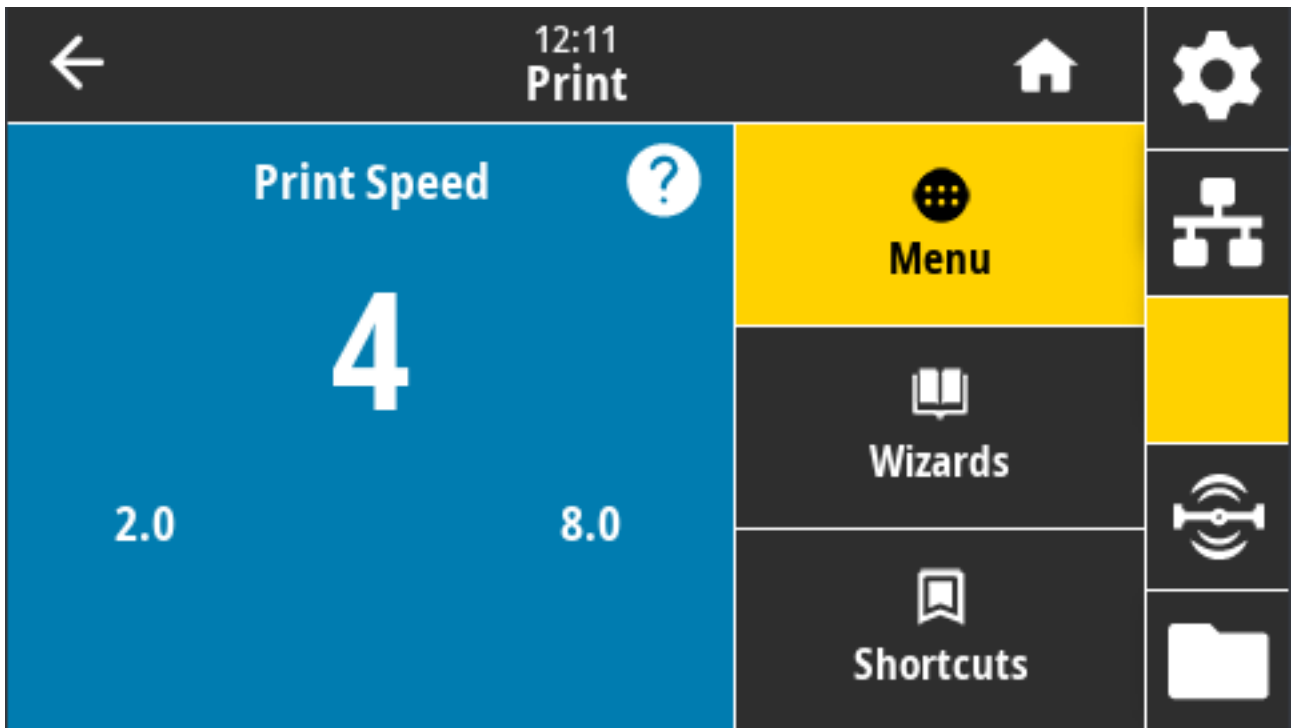 12:11
Print
Print Speed
?
4
2.0
8.0
Menu
Wizards
Shortcuts